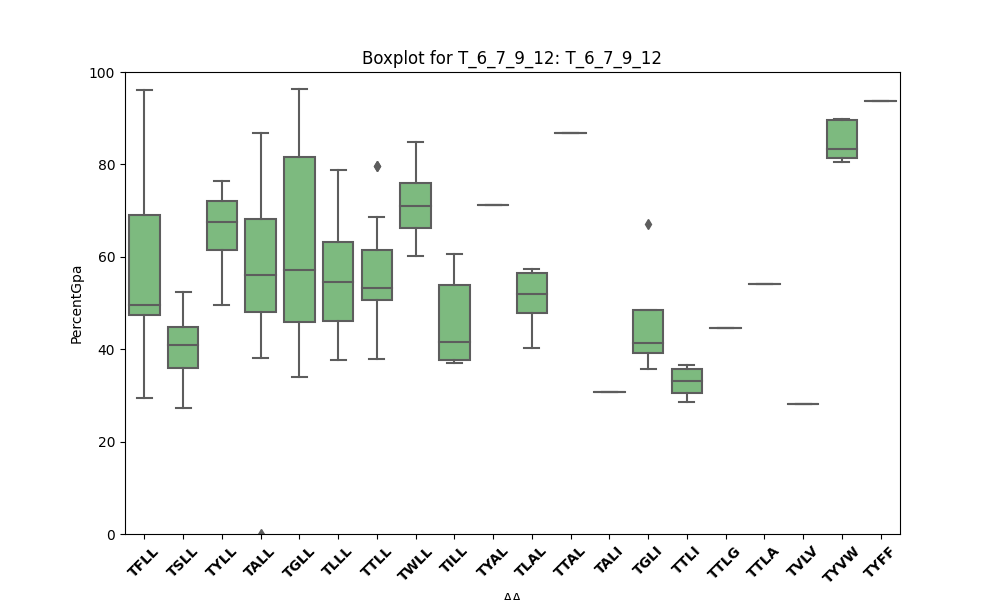 Boxplot for T_6_7_9_12: T_6_7_9_12
100
80
60
40
20
0
PercentGpa
TFLL TSLL TYLL TALL TGLL TLLL TTLL TWLL TILL TYAL TLAL TTAL TALI TGLI TTLI TTLG TTLA TVLV TYVW TYFF
AA